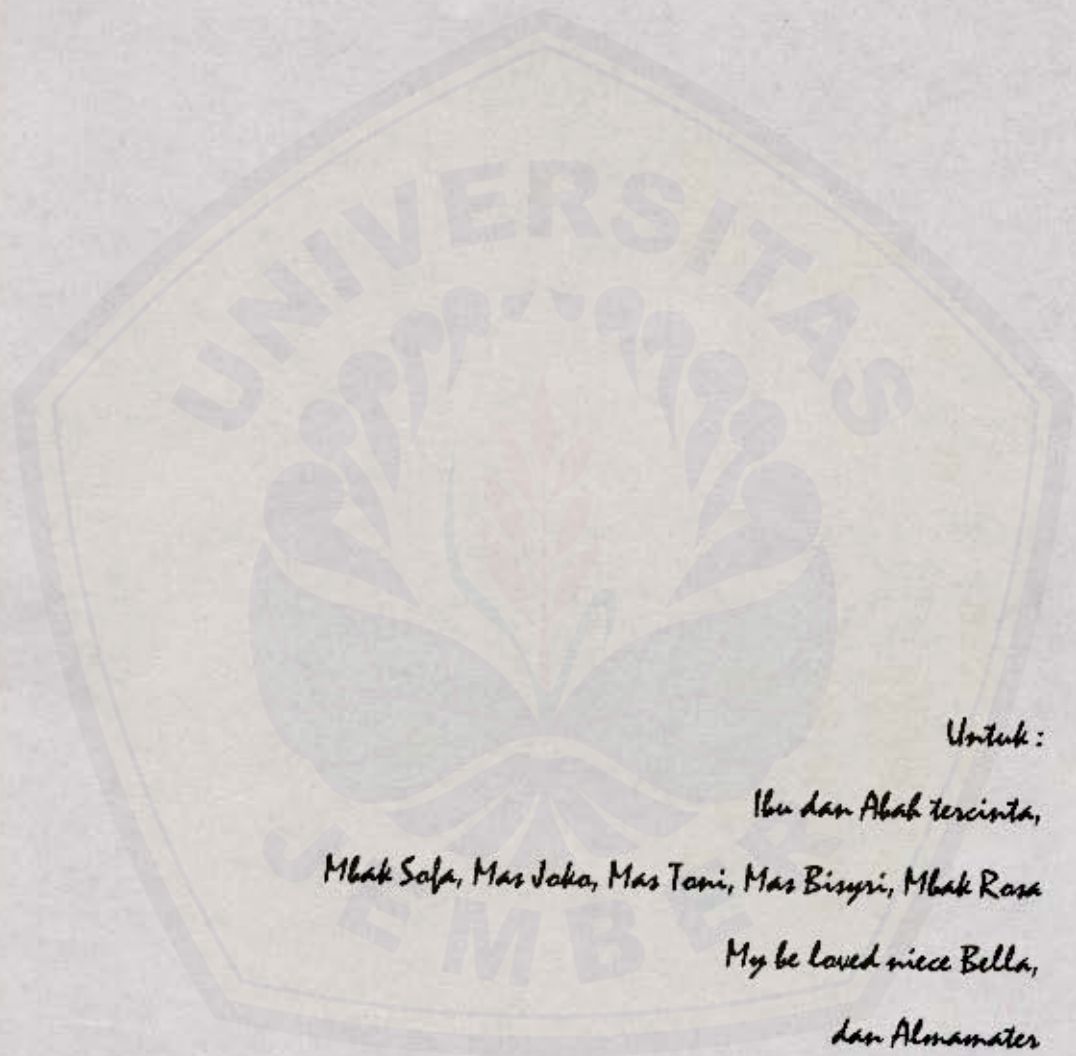 UNIVERSITAS
JEMBER
Untuk :
Ibu dan Abah tercinta,
Mbak Sofa, Mas Joko, Mas Toni, Mas Bisyri, Mbak Rosa
My be loved niece Bella,
dan Almamater